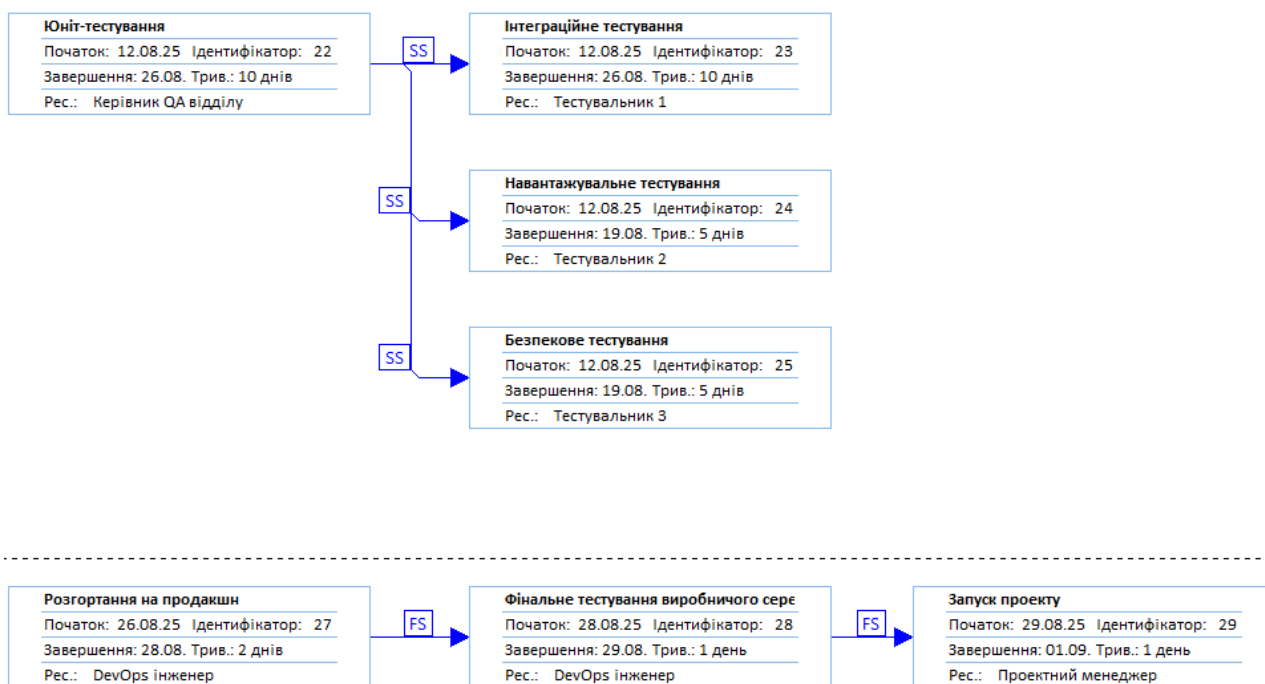 Юніт-тестування
Початок: 12.08.25 Ідентифікатор: 22
Завершення: 26.08. Трив.: 10 днів
Рес.: Керівник QA відділу
SS
Інтеграційне тестування
Початок: 12.08.25 Ідентифікатор: 23
Завершення: 26.08. Трив.: 10 днів
Рес.: Тестувальник 1
SS
Навантажувальне тестування
Початок: 12.08.25 Ідентифікатор: 24
Завершення: 19.08. Трив.: 5 днів
Рес.: Тестувальник 2
SS
Безпекове тестування
Початок: 12.08.25 Ідентифікатор: 25
Завершення: 19.08. Трив.: 5 днів
Рес.: Тестувальник 3
Розгортання на продакшн
Початок: 26.08.25 Ідентифікатор: 27
Завершення: 28.08. Трив.: 2 днів
Рес.: DevOps інженер
FS
Фінальне тестування виробничого сере
Початок: 28.08.25 Ідентифікатор: 28
Завершення: 29.08. Трив.: 1 день
Рес.: DevOps інженер
FS
Запуск проекту
Початок: 29.08.25 Ідентифікатор: 29
Завершення: 01.09. Трив.: 1 день
Рес.: Проектний менеджер